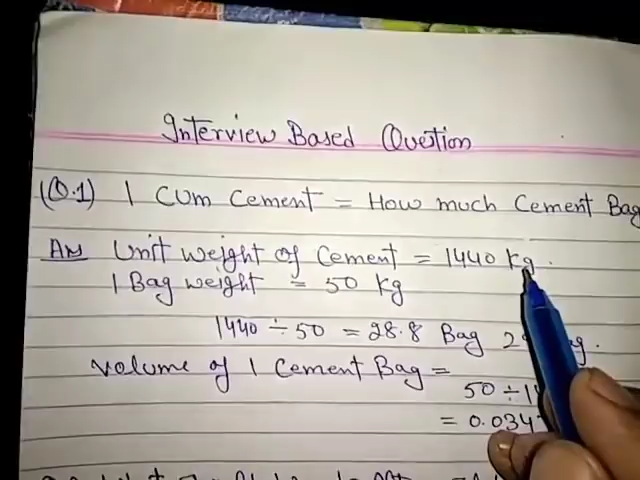 Interview Based Question
(Q.1) 1 Cum Cement = How much Cement Bag
Ans Unit weight of Cement = 1440 kg.
1 Bag weight = 50 kg
1440 ÷ 50 = 28.8 Bag
Volume of 1 Cement Bag =
50 ÷
= 0.034